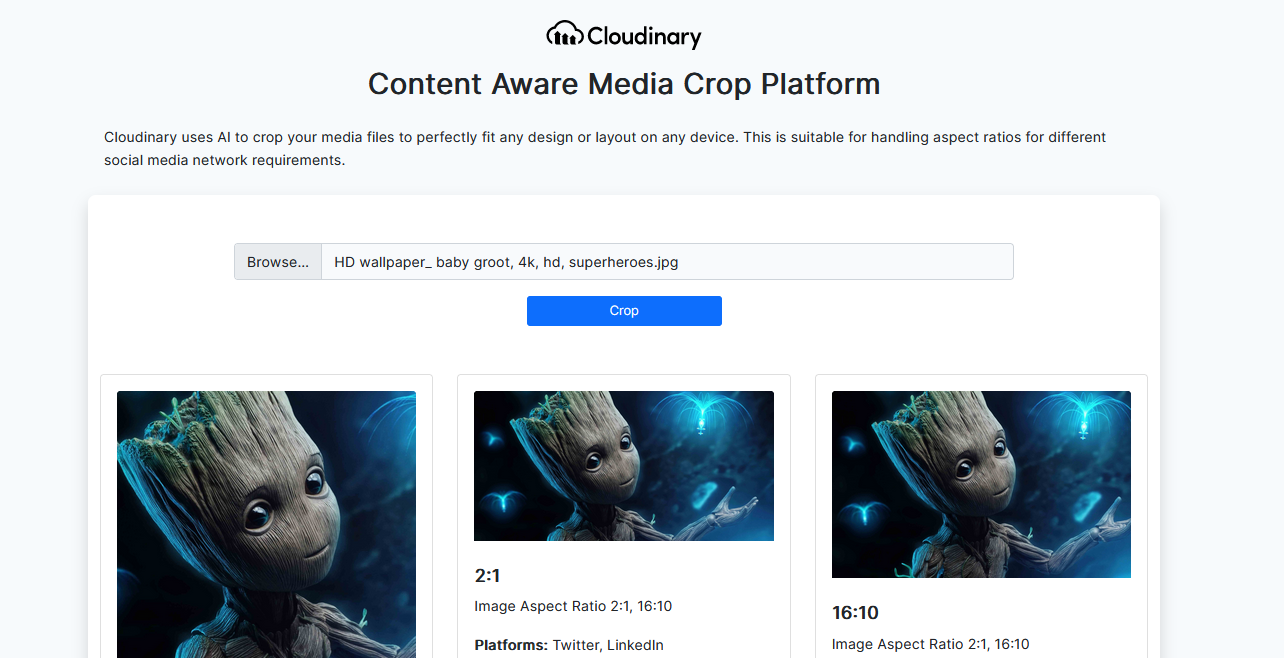 Cloudinary
Content Aware Media Crop Platform
Cloudinary uses AI to crop your media files to perfectly fit any design or layout on any device. This is suitable for handling aspect ratios for different
social media network requirements.
Browse... HD wallpaper_ baby groot, 4k, hd, superheroes.jpg
Crop
2:1
Image Aspect Ratio 2:1, 16:10
Platforms: Twitter, LinkedIn
16:10
Image Aspect Ratio 2:1, 16:10